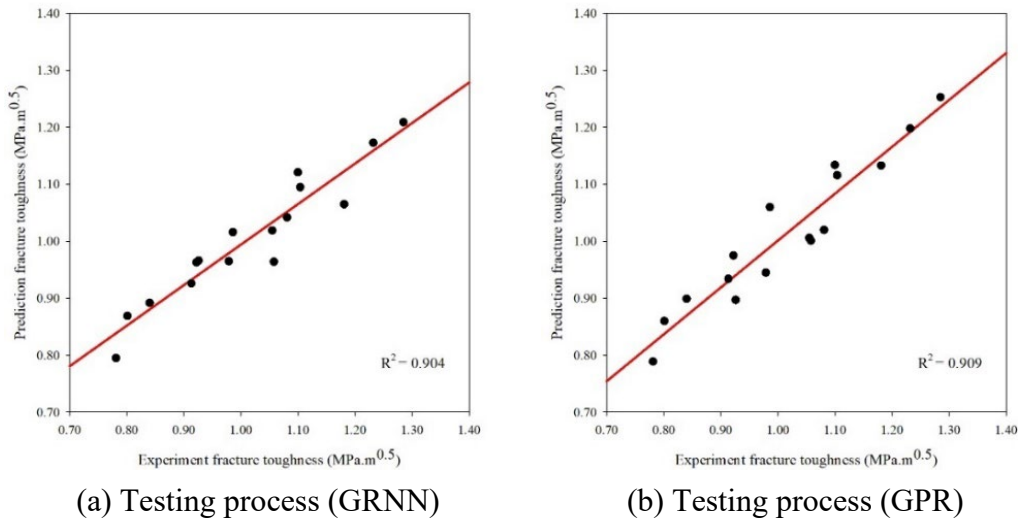 1.40
1.30
1.20
1.10
1.00
0.90
0.80
0.70
Prediction fracture toughness (MPa.m^0.5)
R² = 0.904
0.70 0.80 0.90 1.00 1.10 1.20 1.30 1.40
Experiment fracture toughness (MPa.m^0.5)
(a) Testing process (GRNN)
1.40
1.30
1.20
1.10
1.00
0.90
0.80
0.70
Prediction fracture toughness (MPa.m^0.5)
R² = 0.909
0.70 0.80 0.90 1.00 1.10 1.20 1.30 1.40
Experiment fracture toughness (MPa.m^0.5)
(b) Testing process (GPR)